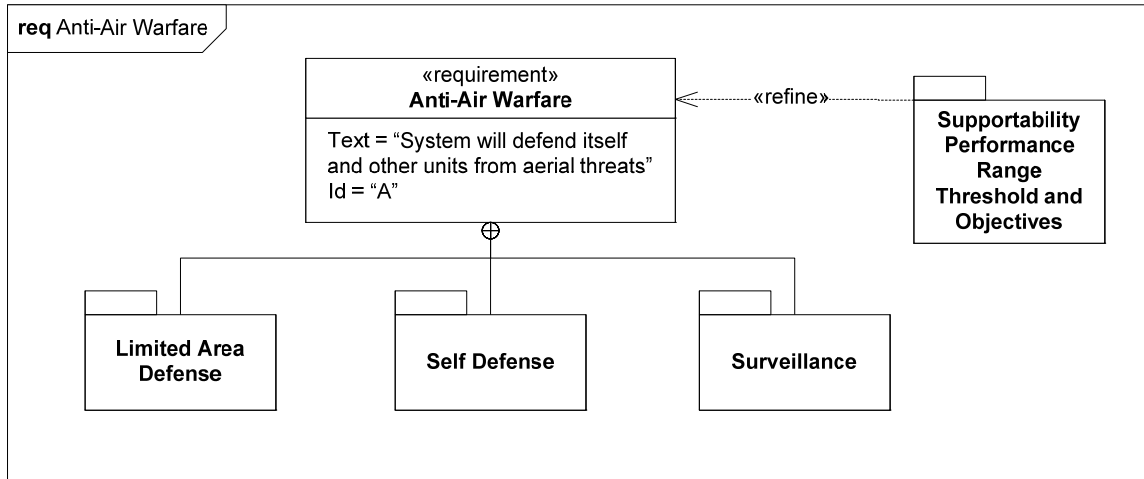 req Anti-Air Warfare
«requirement»
Anti-Air Warfare
Text = “System will defend itself
and other units from aerial threats”
Id = “A”
«refine»
Supportability
Performance
Range
Threshold and
Objectives
Limited Area
Defense
Self Defense
Surveillance